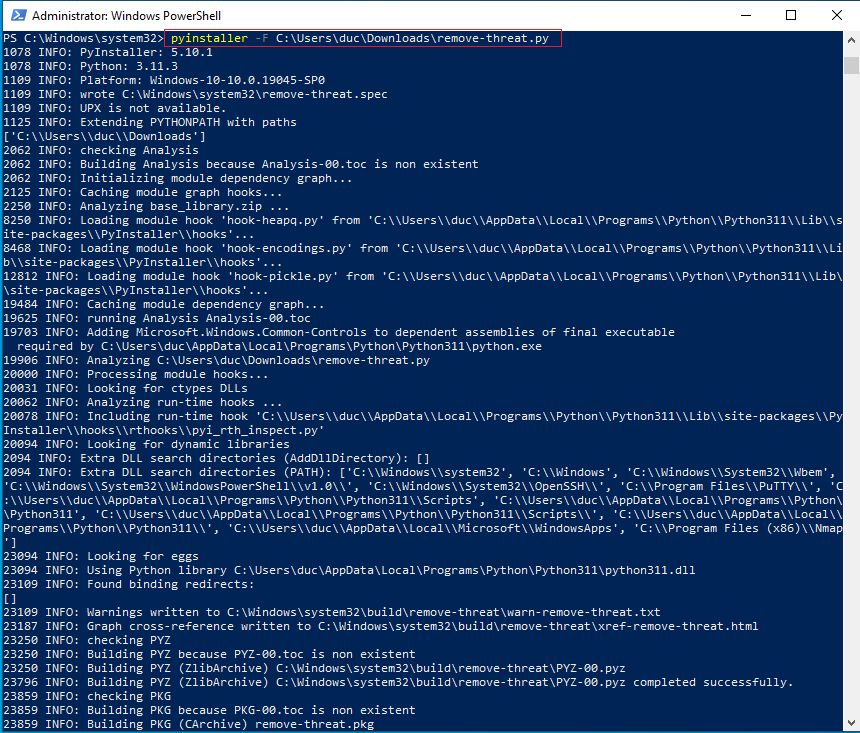 Administrator: Windows PowerShell
PS C:\Windows\system32> pyinstaller -F C:\Users\duc\Downloads\remove-threat.py
1078 INFO: PyInstaller: 5.10.1
1078 INFO: Python: 3.11.3
1109 INFO: Platform: Windows-10-10.0.19045-SP0
1109 INFO: wrote C:\Windows\system32\remove-threat.spec
1109 INFO: UPX is not available.
1125 INFO: Extending PYTHONPATH with paths
['C:\\Users\\duc\\Downloads']
2062 INFO: checking Analysis
2062 INFO: Building Analysis because Analysis-00.toc is non existent
2062 INFO: Initializing module dependency graph...
2125 INFO: Caching module graph hooks...
2250 INFO: Analyzing base_library.zip ...
8250 INFO: Loading module hook 'hook-heapq.py' from 'C:\\Users\\duc\\AppData\\Local\\Programs\\Python\\Python311\\Lib\\s
ite-packages\\PyInstaller\\hooks'...
8468 INFO: Loading module hook 'hook-encodings.py' from 'C:\\Users\\duc\\AppData\\Local\\Programs\\Python\\Python311\\Li
b\\site-packages\\PyInstaller\\hooks'...
12812 INFO: Loading module hook 'hook-pickle.py' from 'C:\\Users\\duc\\AppData\\Local\\Programs\\Python\\Python311\\Lib\
\site-packages\\PyInstaller\\hooks'...
19484 INFO: Caching module dependency graph...
19625 INFO: running Analysis Analysis-00.toc
19703 INFO: Adding Microsoft.Windows.Common-Controls to dependent assemblies of final executable
  required by C:\Users\duc\AppData\Local\Programs\Python\Python311\python.exe
19906 INFO: Analyzing C:\Users\duc\Downloads\remove-threat.py
20000 INFO: Processing module hooks...
20031 INFO: Looking for ctypes DLLs
20062 INFO: Analyzing run-time hooks ...
20078 INFO: Including run-time hook 'C:\\Users\\duc\\AppData\\Local\\Programs\\Python\\Python311\\Lib\\site-packages\\Py
Installer\\hooks\\rthooks\\pyi_rth_inspect.py'
20094 INFO: Looking for dynamic libraries
2094 INFO: Extra DLL search directories (AddDllDirectory): []
2094 INFO: Extra DLL search directories (PATH): ['C:\\Windows\\system32', 'C:\\Windows', 'C:\\Windows\\System\\Wbem',
'C:\\Windows\\System\\WindowsPowerShell\\v1.0\\', 'C:\\Windows\\System\\OpenSSH\\', 'C:\\Program Files\\PuTTY\\', 'C
:\\Users\\duc\\AppData\\Local\\Programs\\Python\\Python311\\Scripts', 'C:\\Users\\duc\\AppData\\Local\\Programs\\Python\
\Python311', 'C:\\Users\\duc\\AppData\\Local\\Programs\\Python\\Python311\\Scripts\\', 'C:\\Users\\duc\\AppData\\Local\\
Programs\\Python\\Python311\\', 'C:\\Users\\duc\\AppData\\Local\\Microsoft\\WindowsApps', 'C:\\Program Files (x86)\\Nmap
']
23094 INFO: Looking for eggs
23094 INFO: Using Python library C:\Users\duc\AppData\Local\Programs\Python\Python311\python311.dll
23109 INFO: Found binding redirects:
[]
23109 INFO: Warnings written to C:\Windows\system32\build\remove-threat\warn-remove-threat.txt
23187 INFO: Graph cross-reference written to C:\Windows\system32\build\remove-threat\xref-remove-threat.html
23250 INFO: checking PYZ
23250 INFO: Building PYZ because PYZ-00.toc is non existent
23250 INFO: Building PYZ (ZlibArchive) C:\Windows\system32\build\remove-threat\PYZ-00.pyz
23796 INFO: Building PYZ (ZlibArchive) C:\Windows\system32\build\remove-threat\PYZ-00.pyz completed successfully.
23859 INFO: checking PKG
23859 INFO: Building PKG because PKG-00.toc is non existent
23859 INFO: Building PKG (CArchive) remove-threat.pkg